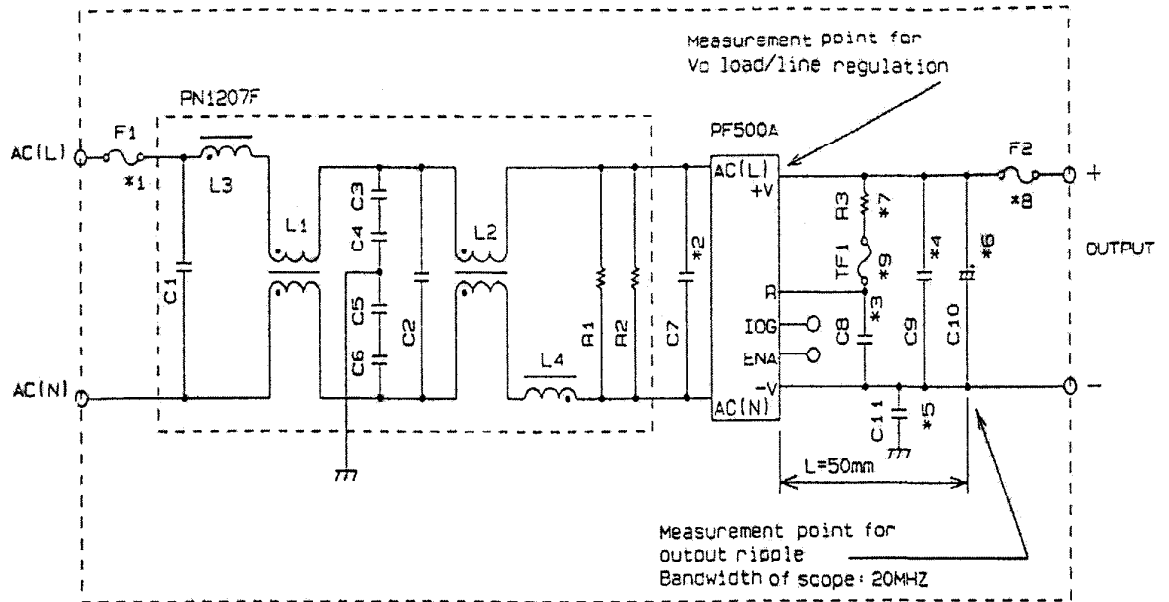 Measurement point for
Vo load/line regulation
PN1207F
PF500A
F1
AC(L)
*1
L3
L1
C3
C4
L2
C1
C5
C6
C2
R1
R2
L4
*2
C7
AC(L)
+V
R
IOG
ENA
-V
AC(N)
R3
*7
TF1
*9
*3
C8
*4
C9
*6
C10
F2
*8
+
OUTPUT
-
AC(N)
C11
*5
L=50mm
Measurement point for
output ripple
Bandwidth of scope: 20MHZ